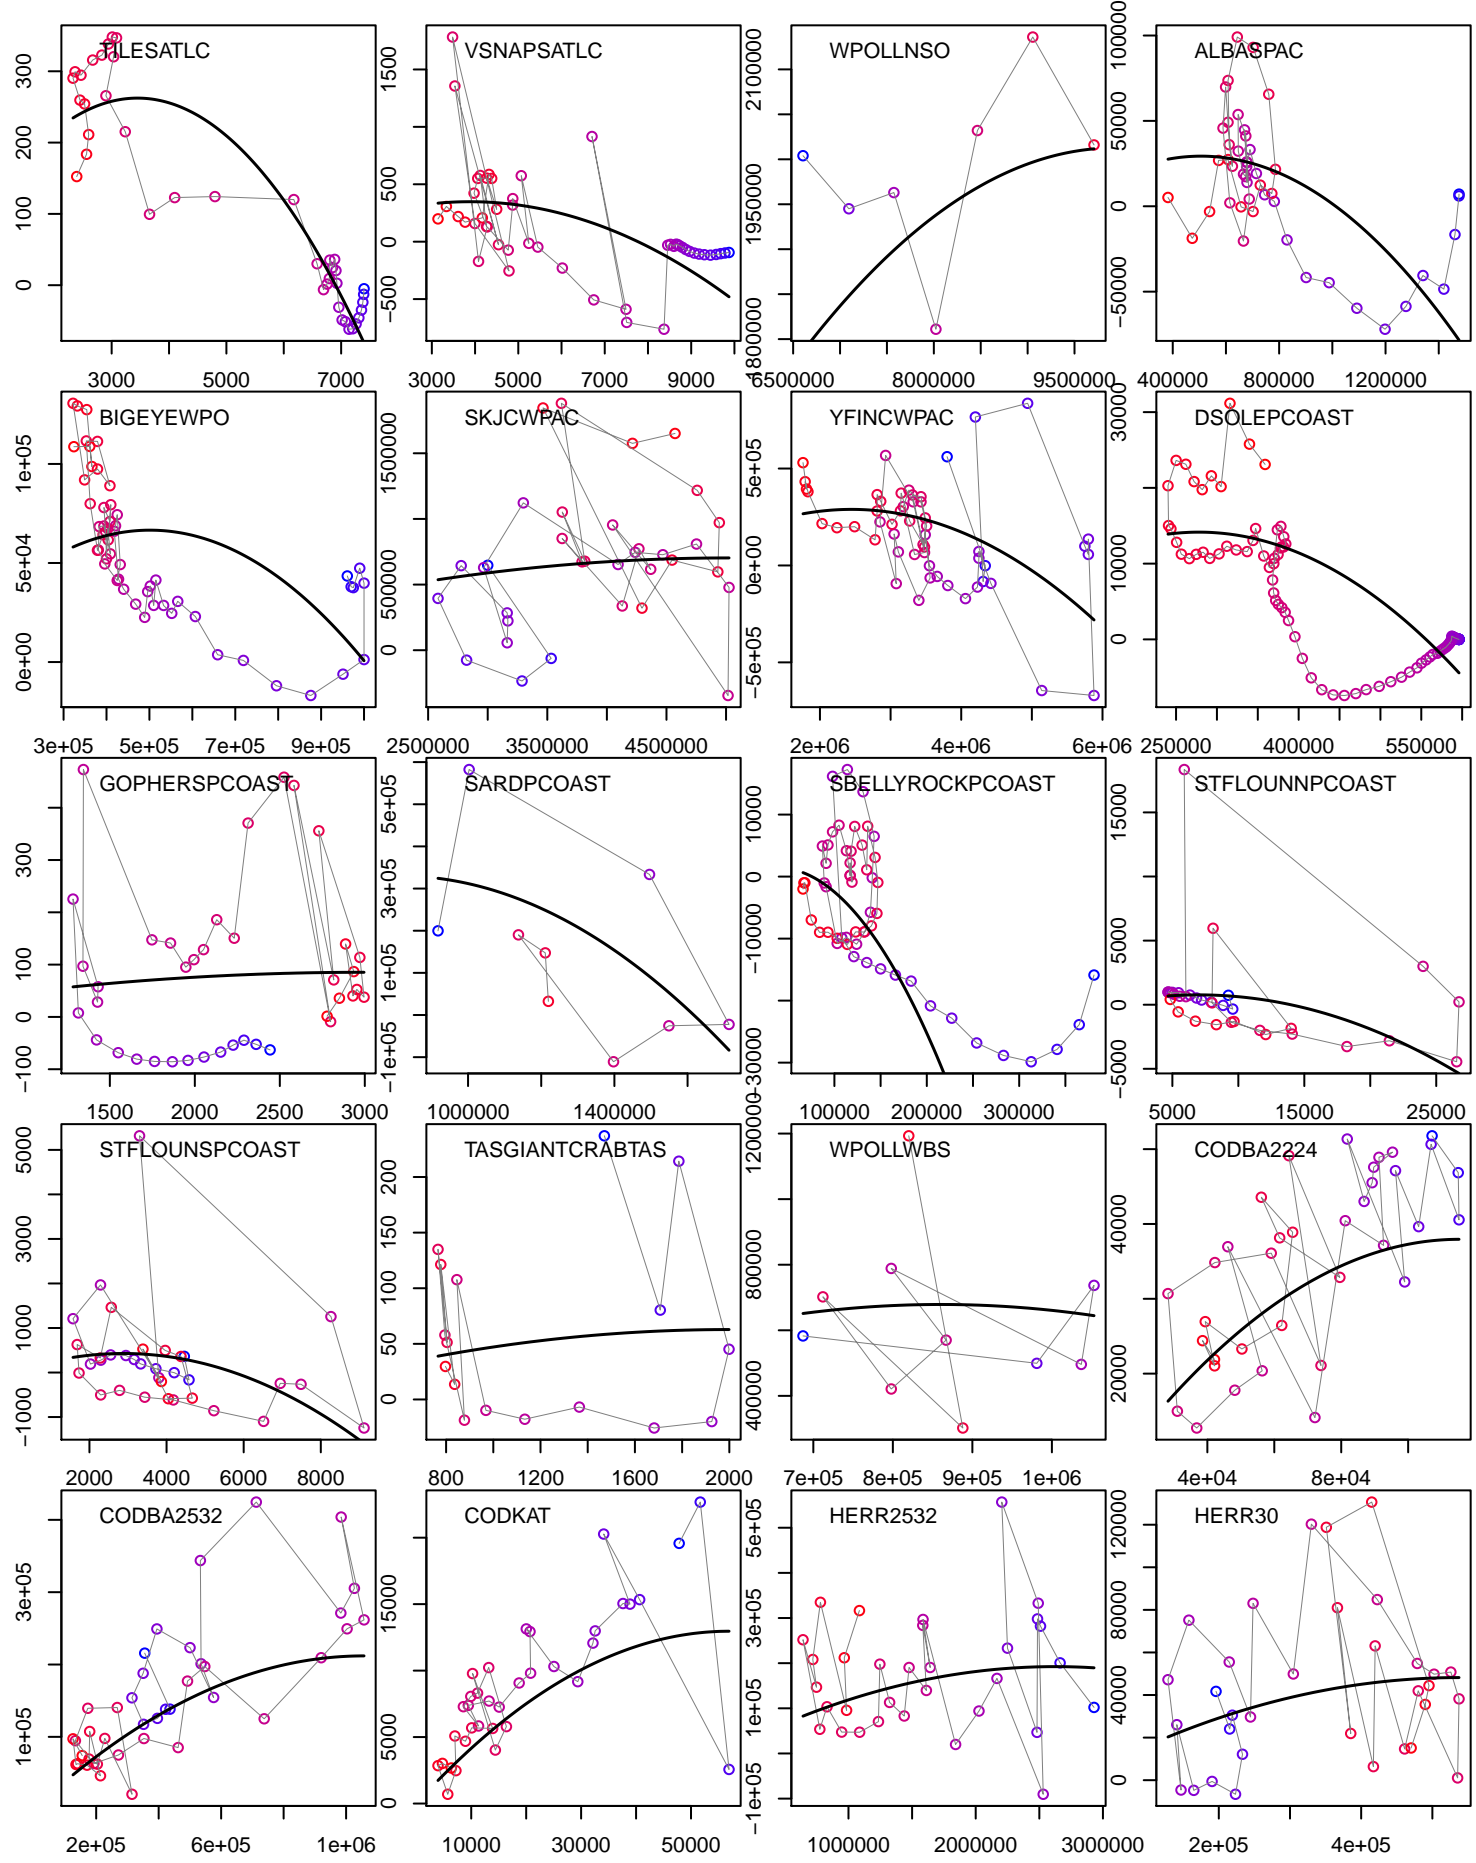 TILESATLC
300
200
100
0
3000
5000
7000
VSNAPSATLC
1500
500
0
−500
3000
5000
7000
9000
WPOLLNSO
2100000
1950000
1800000
6500000
8000000
9500000
ALBASPAC
100000
50000
0
−50000
400000
800000
1200000
BIGEYEWPO
1e+05
5e+04
0e+00
3e+05
5e+05
7e+05
9e+05
SKJCWPAC
1500000
500000
0
2500000
3500000
4500000
YFINCWPAC
5e+05
0e+00
−5e+05
2e+06
4e+06
6e+06
DSOLEPCOAST
30000
10000
0
250000
400000
550000
GOPHERSPCOAST
300
100
0
−100
1500
2000
2500
3000
SARDPCOAST
5e+05
3e+05
1e+05
−1e+05
1000000
1400000
SBELLYROCKPCOAST
10000
0
−10000
−30000
100000
200000
300000
STFLOUNNPCOAST
15000
5000
0
−5000
5000
15000
25000
STFLOUNSPCOAST
5000
3000
1000
−1000
2000
4000
6000
8000
TASGIANTCRABTAS
200
150
100
50
0
800
1200
1600
2000
WPOLLWBS
1200000
800000
400000
7e+05
8e+05
9e+05
1e+06
CODBA2224
40000
20000
4e+04
8e+04
CODBA2532
3e+05
1e+05
2e+05
6e+05
1e+06
CODKAT
15000
5000
0
10000
30000
50000
HERR2532
5e+05
3e+05
1e+05
−1e+05
1000000
2000000
3000000
HERR30
120000
80000
40000
0
2e+05
4e+05